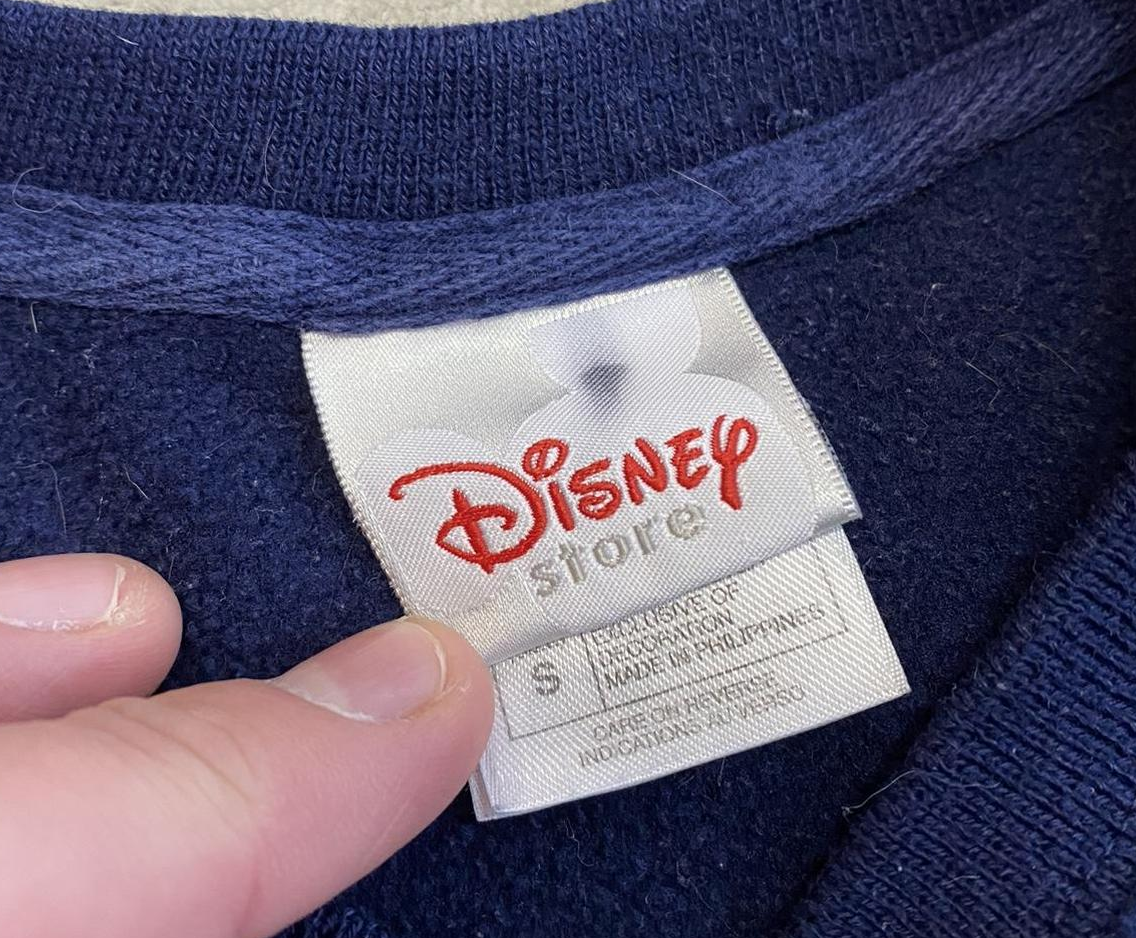 Disney
store
S
EXCLUSIVE OF
DECORATION
MADE IN PHILIPPINES
CARE ON REVERSE
INDICATIONS AU VERSO